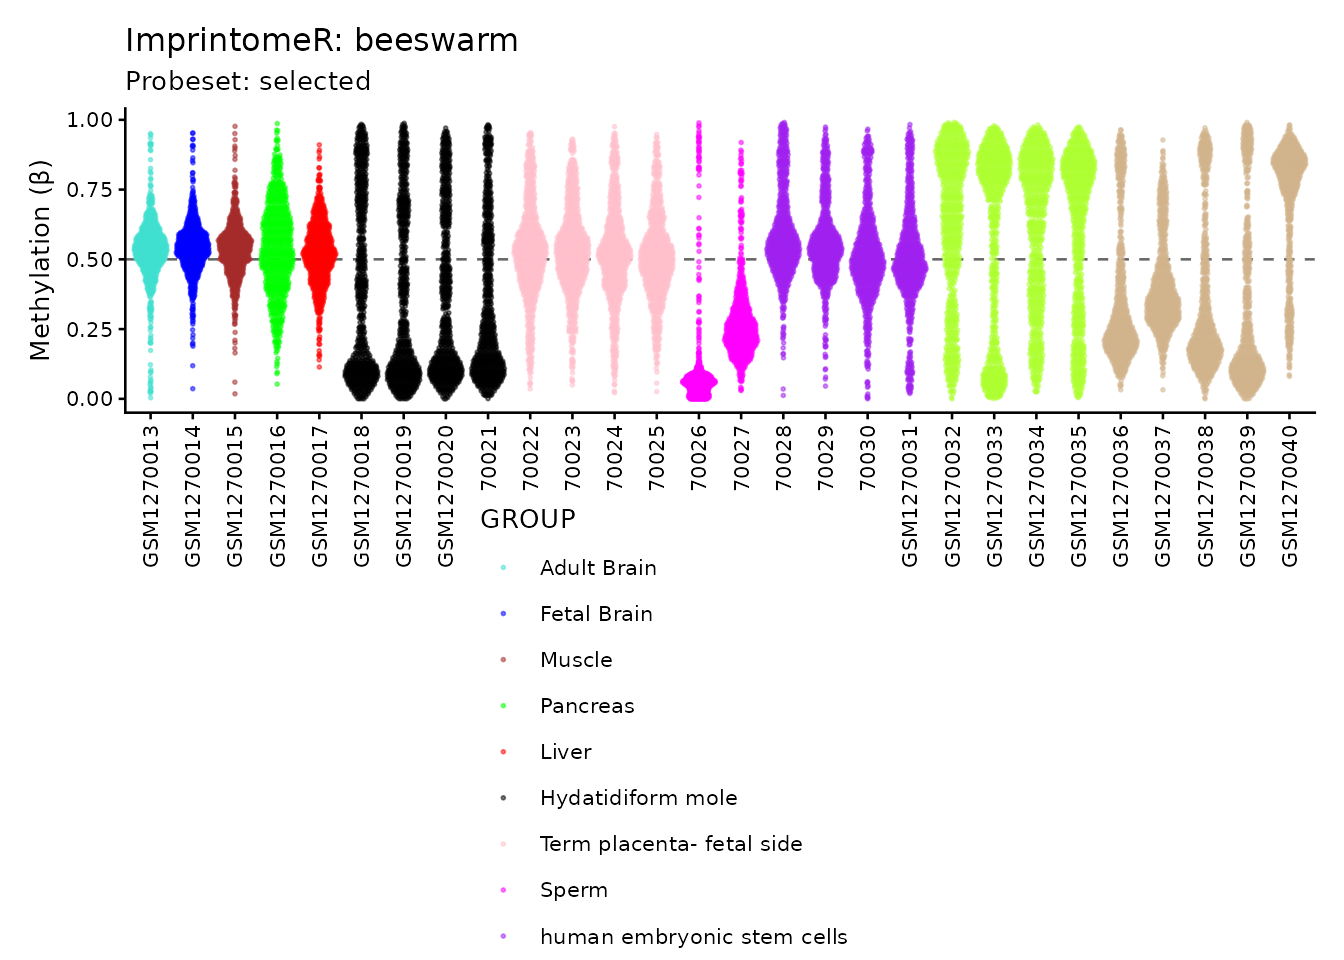 ImprintomeR: beeswarm
Probeset: selected
Methylation (β)
1.00
0.75
0.50
0.25
0.00
GSM1270013
GSM1270014
GSM1270015
GSM1270016
GSM1270017
GSM1270018
GSM1270019
GSM1270020
70021
70022
70023
70024
70025
70026
70027
70028
70029
70030
GSM1270031
GSM1270032
GSM1270033
GSM1270034
GSM1270035
GSM1270036
GSM1270037
GSM1270038
GSM1270039
GSM1270040
GROUP
Adult Brain
Fetal Brain
Muscle
Pancreas
Liver
Hydatidiform mole
Term placenta- fetal side
Sperm
human embryonic stem cells